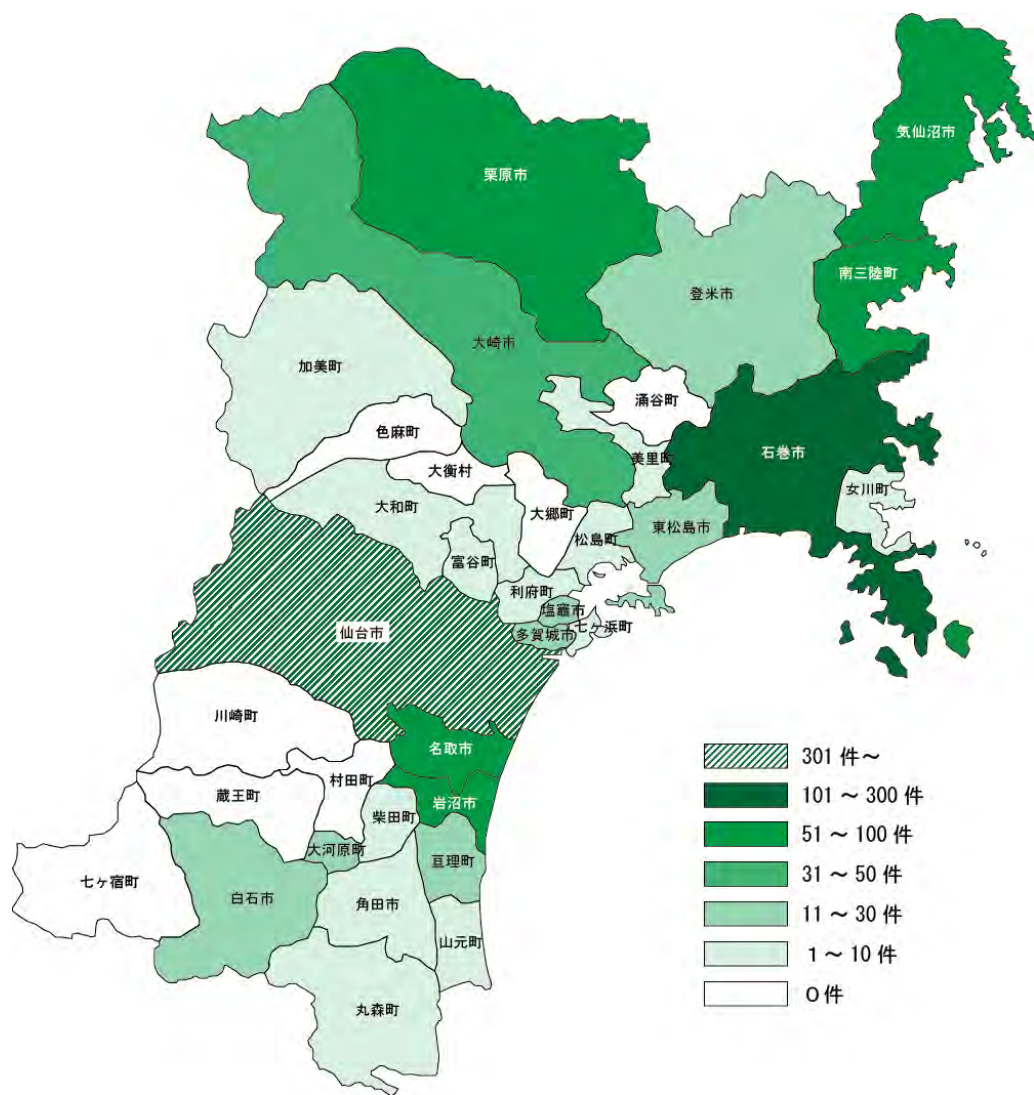 気仙沼市
栗原市
南三陸町
登米市
大崎市
加美町
涌谷町
色麻町
石巻市
美里町
大衡村
女川町
大和町
大郷町
東松島市
松島町
富谷町
利府町
塩竈市
七ヶ浜町
多賀城市
仙台市
川崎町
名取市
村田町
蔵王町
岩沼市
柴田町
大河原町
亘理町
七ヶ宿町
白石市
角田市
山元町
丸森町
301 件～
101 ～ 300 件
51 ～ 100 件
31 ～ 50 件
11 ～ 30 件
1 ～ 10 件
0 件